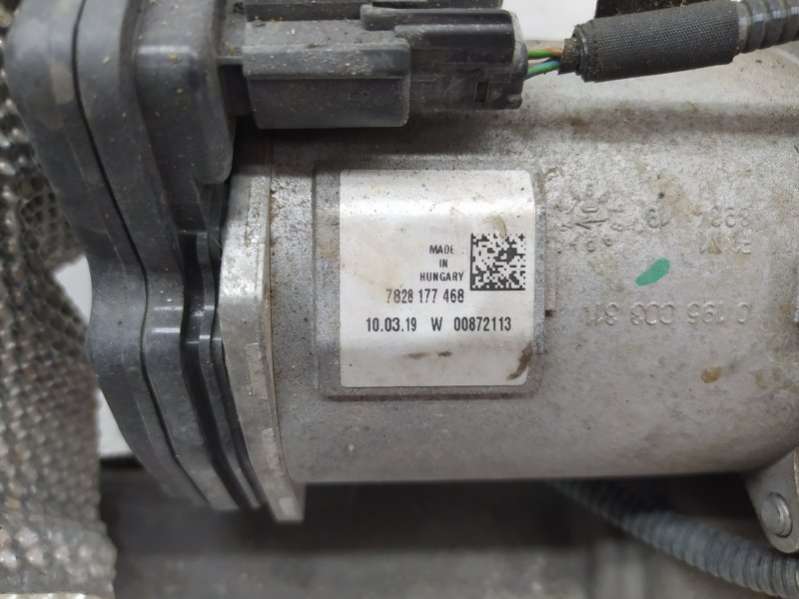 MADE
IN
HUNGARY
7828 177 468
10.03.19 W 00872113